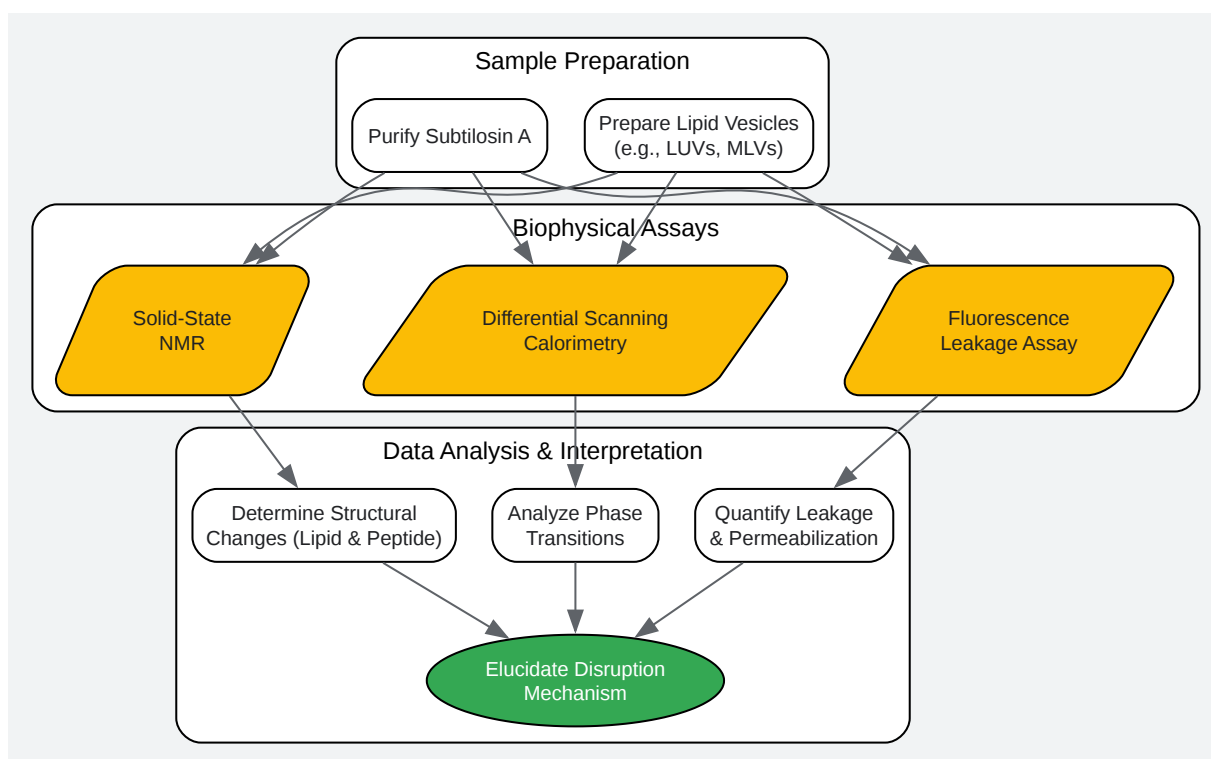 Sample Preparation
Purify Subtilosin A
Prepare Lipid Vesicles
(e.g., LUVs, MLVs)
Biophysical Assays
Solid-State
NMR
Differential Scanning
Calorimetry
Fluorescence
Leakage Assay
Data Analysis & Interpretation
Determine Structural
Changes (Lipid & Peptide)
Analyze Phase
Transitions
Quantify Leakage
& Permeabilization
Elucidate Disruption
Mechanism